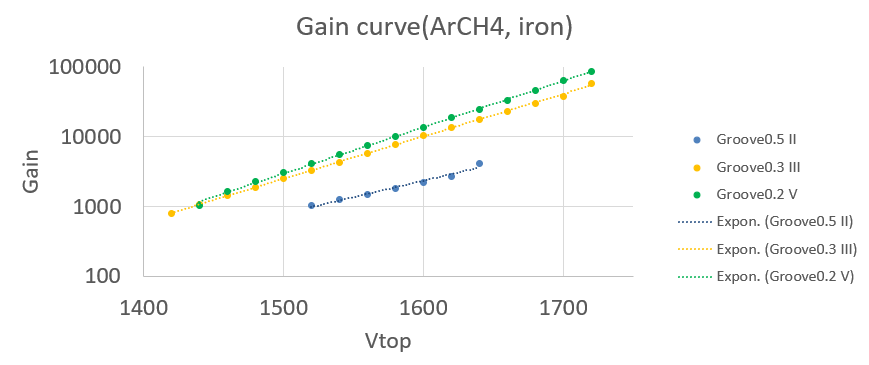 Gain curve(ArCH4, iron)
100000
10000
1000
100
Gain
1400 1500 1600 1700
Vtop
Groove0.5 II
Groove0.3 III
Groove0.2 V
Expon. (Groove0.5 II)
Expon. (Groove0.3 III)
Expon. (Groove0.2 V)